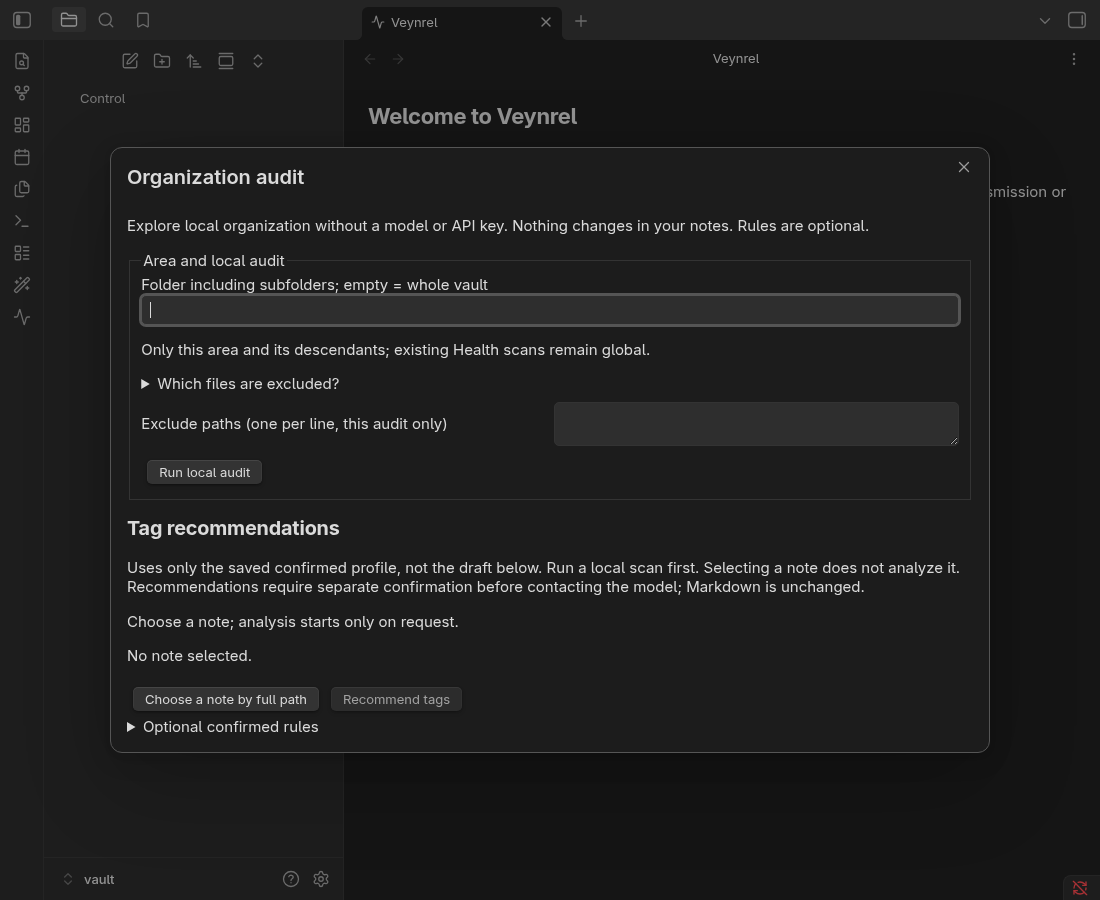 Veynrel
Veynrel
Control
Welcome to Veynrel
smission or
Organization audit
Explore local organization without a model or API key. Nothing changes in your notes. Rules are optional.
Area and local audit
Folder including subfolders; empty = whole vault
Only this area and its descendants; existing Health scans remain global.
Which files are excluded?
Exclude paths (one per line, this audit only)
Run local audit
Tag recommendations
Uses only the saved confirmed profile, not the draft below. Run a local scan first. Selecting a note does not analyze it.
Recommendations require separate confirmation before contacting the model; Markdown is unchanged.
Choose a note; analysis starts only on request.
No note selected.
Choose a note by full path Recommend tags
Optional confirmed rules
vault